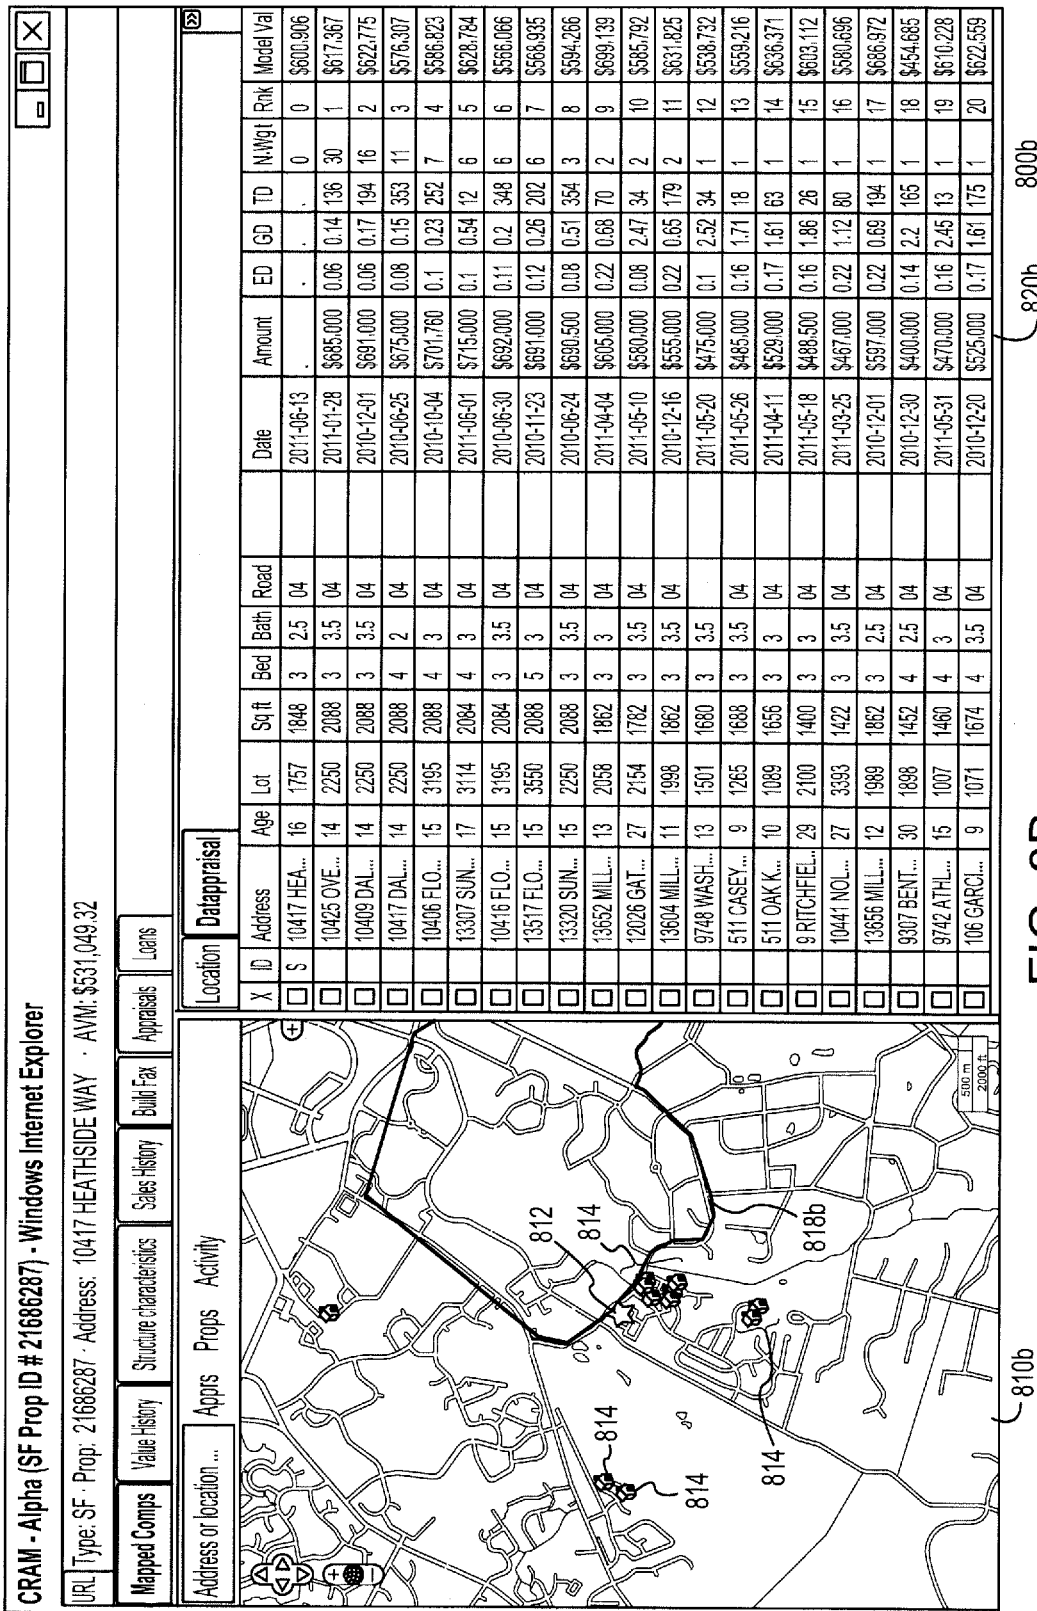 CRAM - Alpha (SF Prop ID # 21686287) - Windows Internet Explorer
URL Type: SF · Prop: 21686287 · Address: 10417 HEATHSIDE WAY · AVM: $531,049.32
Mapped Comps Value History Structure characteristics Sales History Build Fax Appraisals Loans
Address or location ... Apprs Props Activity
Location Datappraisal
X ID Address Age Lot Sq ft Bed Bath Road Date Amount ED GD TD N.Wgt Rnk Model Val
S 10417 HEA... 16 1757 1848 3 2.5 04 2011-06-13 . . . . 0 0 $600.906
10425 OVE... 14 2250 2088 3 3.5 04 2011-01-28 $685.000 0.06 0.14 136 30 1 $617.367
10409 DAL... 14 2250 2088 3 3.5 04 2010-12-01 $691.000 0.06 0.17 194 16 2 $622.775
10417 DAL... 14 2250 2088 4 2 04 2010-06-25 $675.000 0.08 0.15 353 11 3 $576.307
10406 FLO... 15 3195 2088 4 3 04 2010-10-04 $701.760 0.1 0.23 252 7 4 $586.823
13307 SUN... 17 3114 2084 4 3 04 2011-06-01 $715.000 0.1 0.54 12 6 5 $628.784
10416 FLO... 15 3195 2084 3 3.5 04 2010-06-30 $692.000 0.11 0.2 348 6 6 $566.066
13517 FLO... 15 3550 2088 5 3 04 2010-11-23 $691.000 0.12 0.26 202 6 7 $568.935
13320 SUN... 15 2250 2088 3 3.5 04 2010-06-24 $690.500 0.08 0.51 354 3 8 $594.266
13652 MILL... 13 2058 1862 3 3 04 2011-04-04 $605.000 0.22 0.68 70 2 9 $699.139
12026 GAT... 27 2154 1782 3 3.5 04 2011-05-10 $580.000 0.08 2.47 34 2 10 $585.792
13604 MILL... 11 1998 1862 3 3.5 04 2010-12-16 $555.000 0.22 0.65 179 2 11 $631.825
9748 WASH... 13 1501 1680 3 3.5 2011-05-20 $475.000 0.1 2.52 34 1 12 $538.732
511 CASEY... 9 1265 1688 3 3.5 04 2011-05-26 $485.000 0.16 1.71 18 1 13 $559.216
511 OAK K... 10 1089 1656 3 3 04 2011-04-11 $529.000 0.17 1.61 63 1 14 $636.371
9 RITCHFIEL... 29 2100 1400 3 3 04 2011-05-18 $488.500 0.16 1.86 26 1 15 $603.112
10441 NOL... 27 3393 1422 3 3.5 04 2011-03-25 $467.000 0.22 1.12 80 1 16 $580.696
13656 MILL... 12 1989 1862 3 2.5 04 2010-12-01 $597.000 0.22 0.69 194 1 17 $686.972
9307 BENT... 30 1898 1452 4 2.5 04 2010-12-30 $400.000 0.14 2.2 165 1 18 $454.685
9742 ATHL... 15 1007 1460 4 3 04 2011-05-31 $470.000 0.16 2.45 13 1 19 $610.228
106 GARCI... 9 1071 1674 4 3.5 04 2010-12-20 $525.000 0.17 1.61 175 1 20 $622.559
812
814
814
814
814
818b
500 m
2000 ft
810b
820b
800b